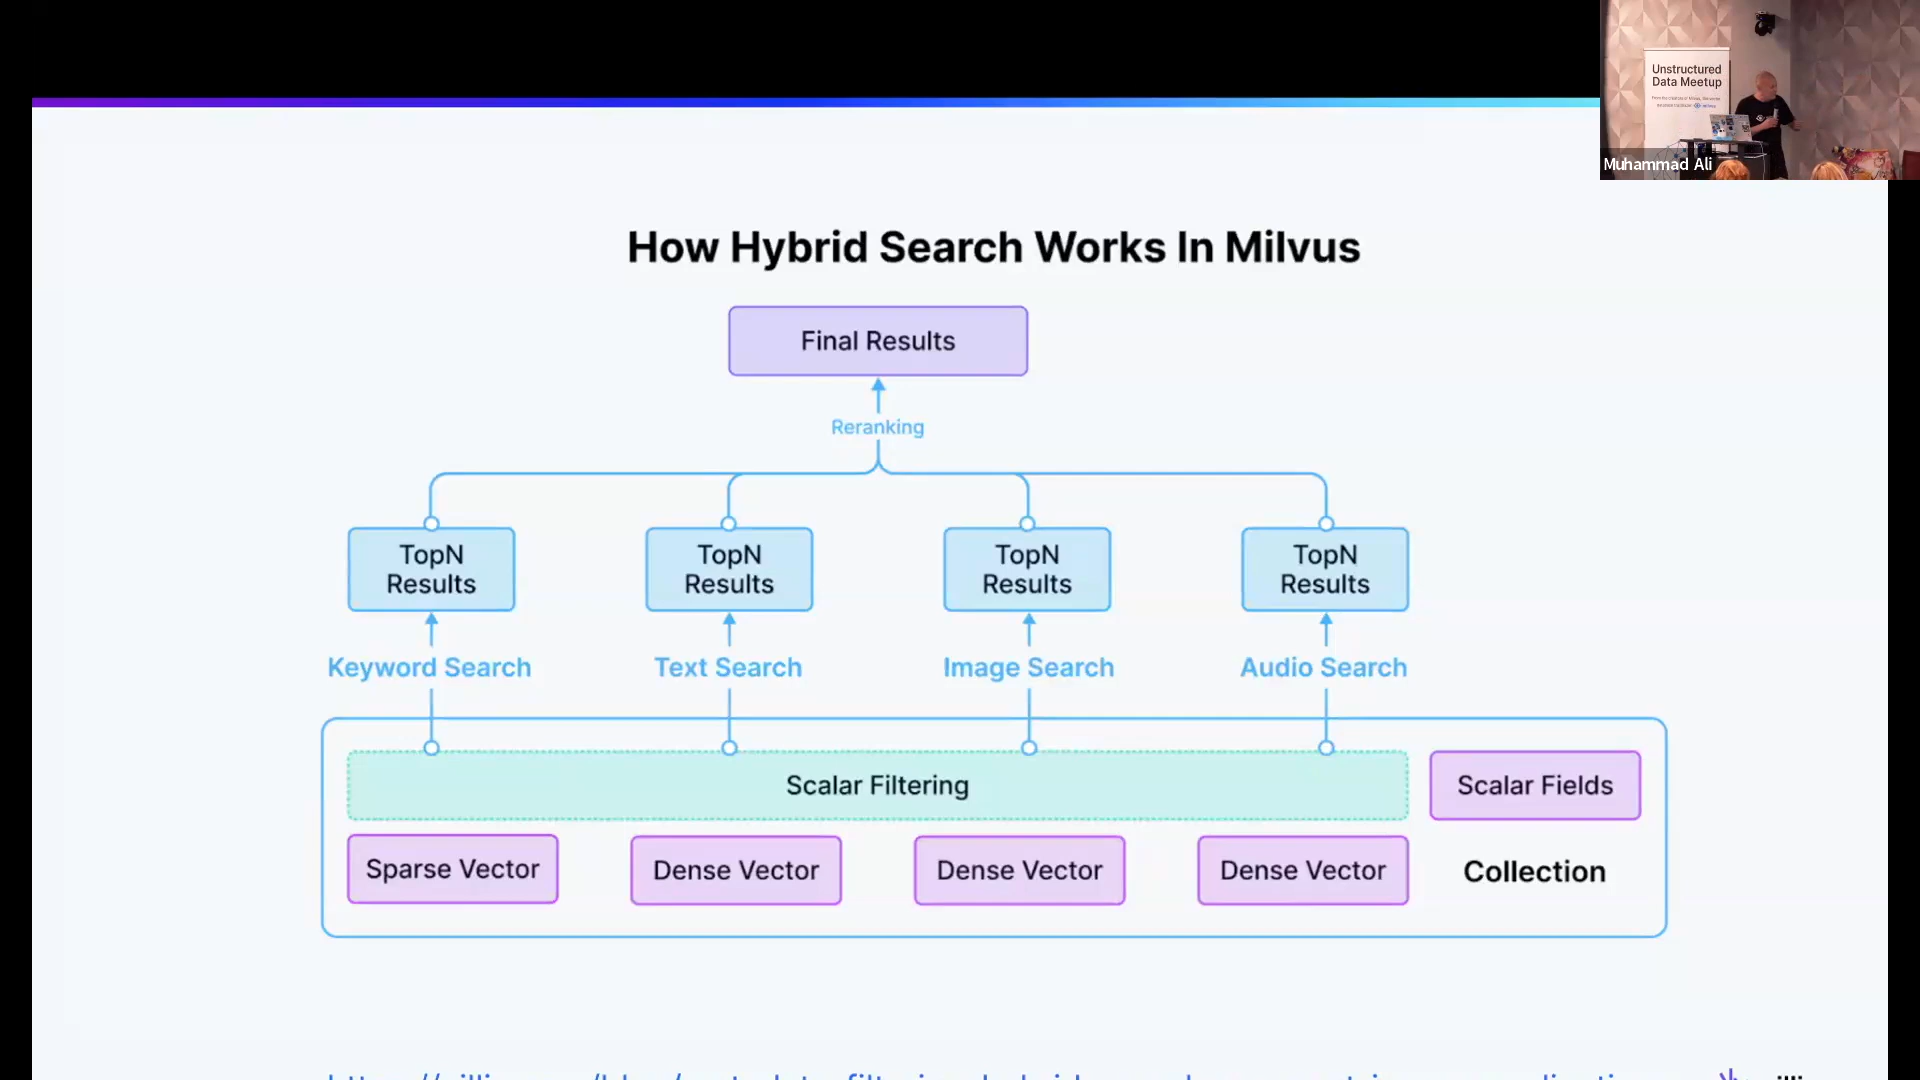 Unstructured
Data Meetup
Muhammad Ali
How Hybrid Search Works In Milvus
Final Results
Reranking
TopN
Results
TopN
Results
TopN
Results
TopN
Results
Keyword Search
Text Search
Image Search
Audio Search
Scalar Filtering
Scalar Fields
Sparse Vector
Dense Vector
Dense Vector
Dense Vector
Collection